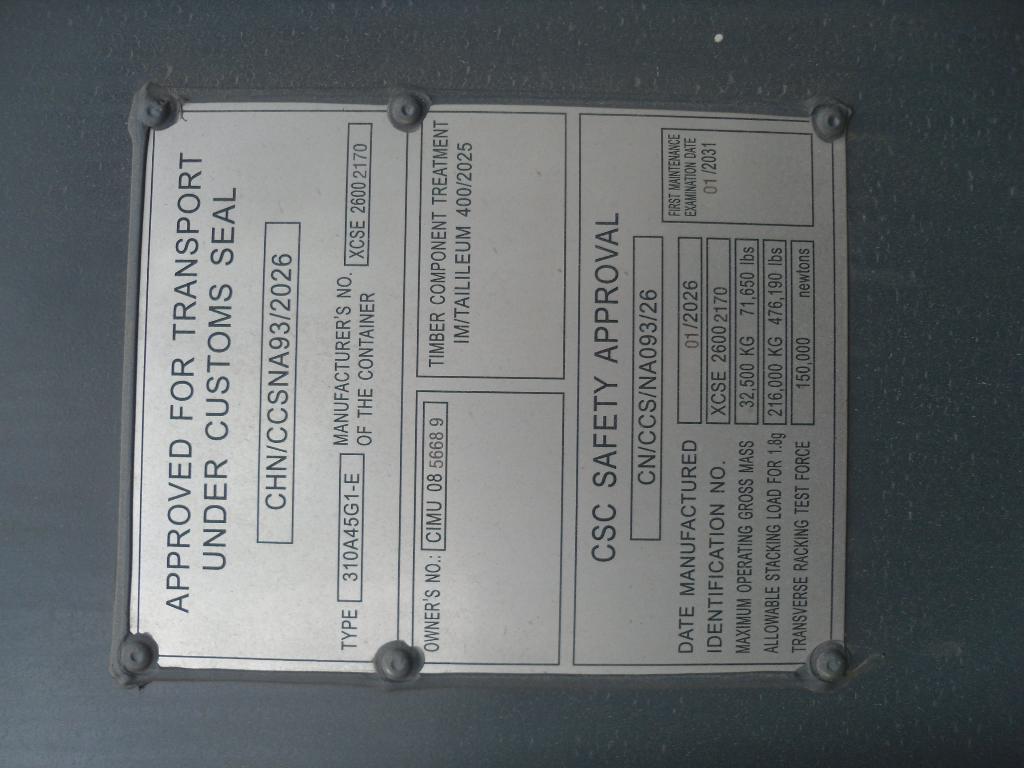 APPROVED FOR TRANSPORT
UNDER CUSTOMS SEAL
CHN/CCSNA93/2026
TYPE 310A45G1-E MANUFACTURER'S NO. XCSE 2600 2170
OF THE CONTAINER
OWNER'S NO.: CIMU 08 5668 9
TIMBER COMPONENT TREATMENT
IM/TAILILEUM 400/2025
CSC SAFETY APPROVAL
CN/CCS/NA093/26
DATE MANUFACTURED 01/2026
IDENTIFICATION NO. XCSE 2600 2170
MAXIMUM OPERATING GROSS MASS 32,500 KG 71,650 lbs
ALLOWABLE STACKING LOAD FOR 1.8g 216,000 KG 476,190 lbs
TRANSVERSE RACKING TEST FORCE 150,000 newtons
FIRST MAINTENANCE
EXAMINATION DATE
01 /2031